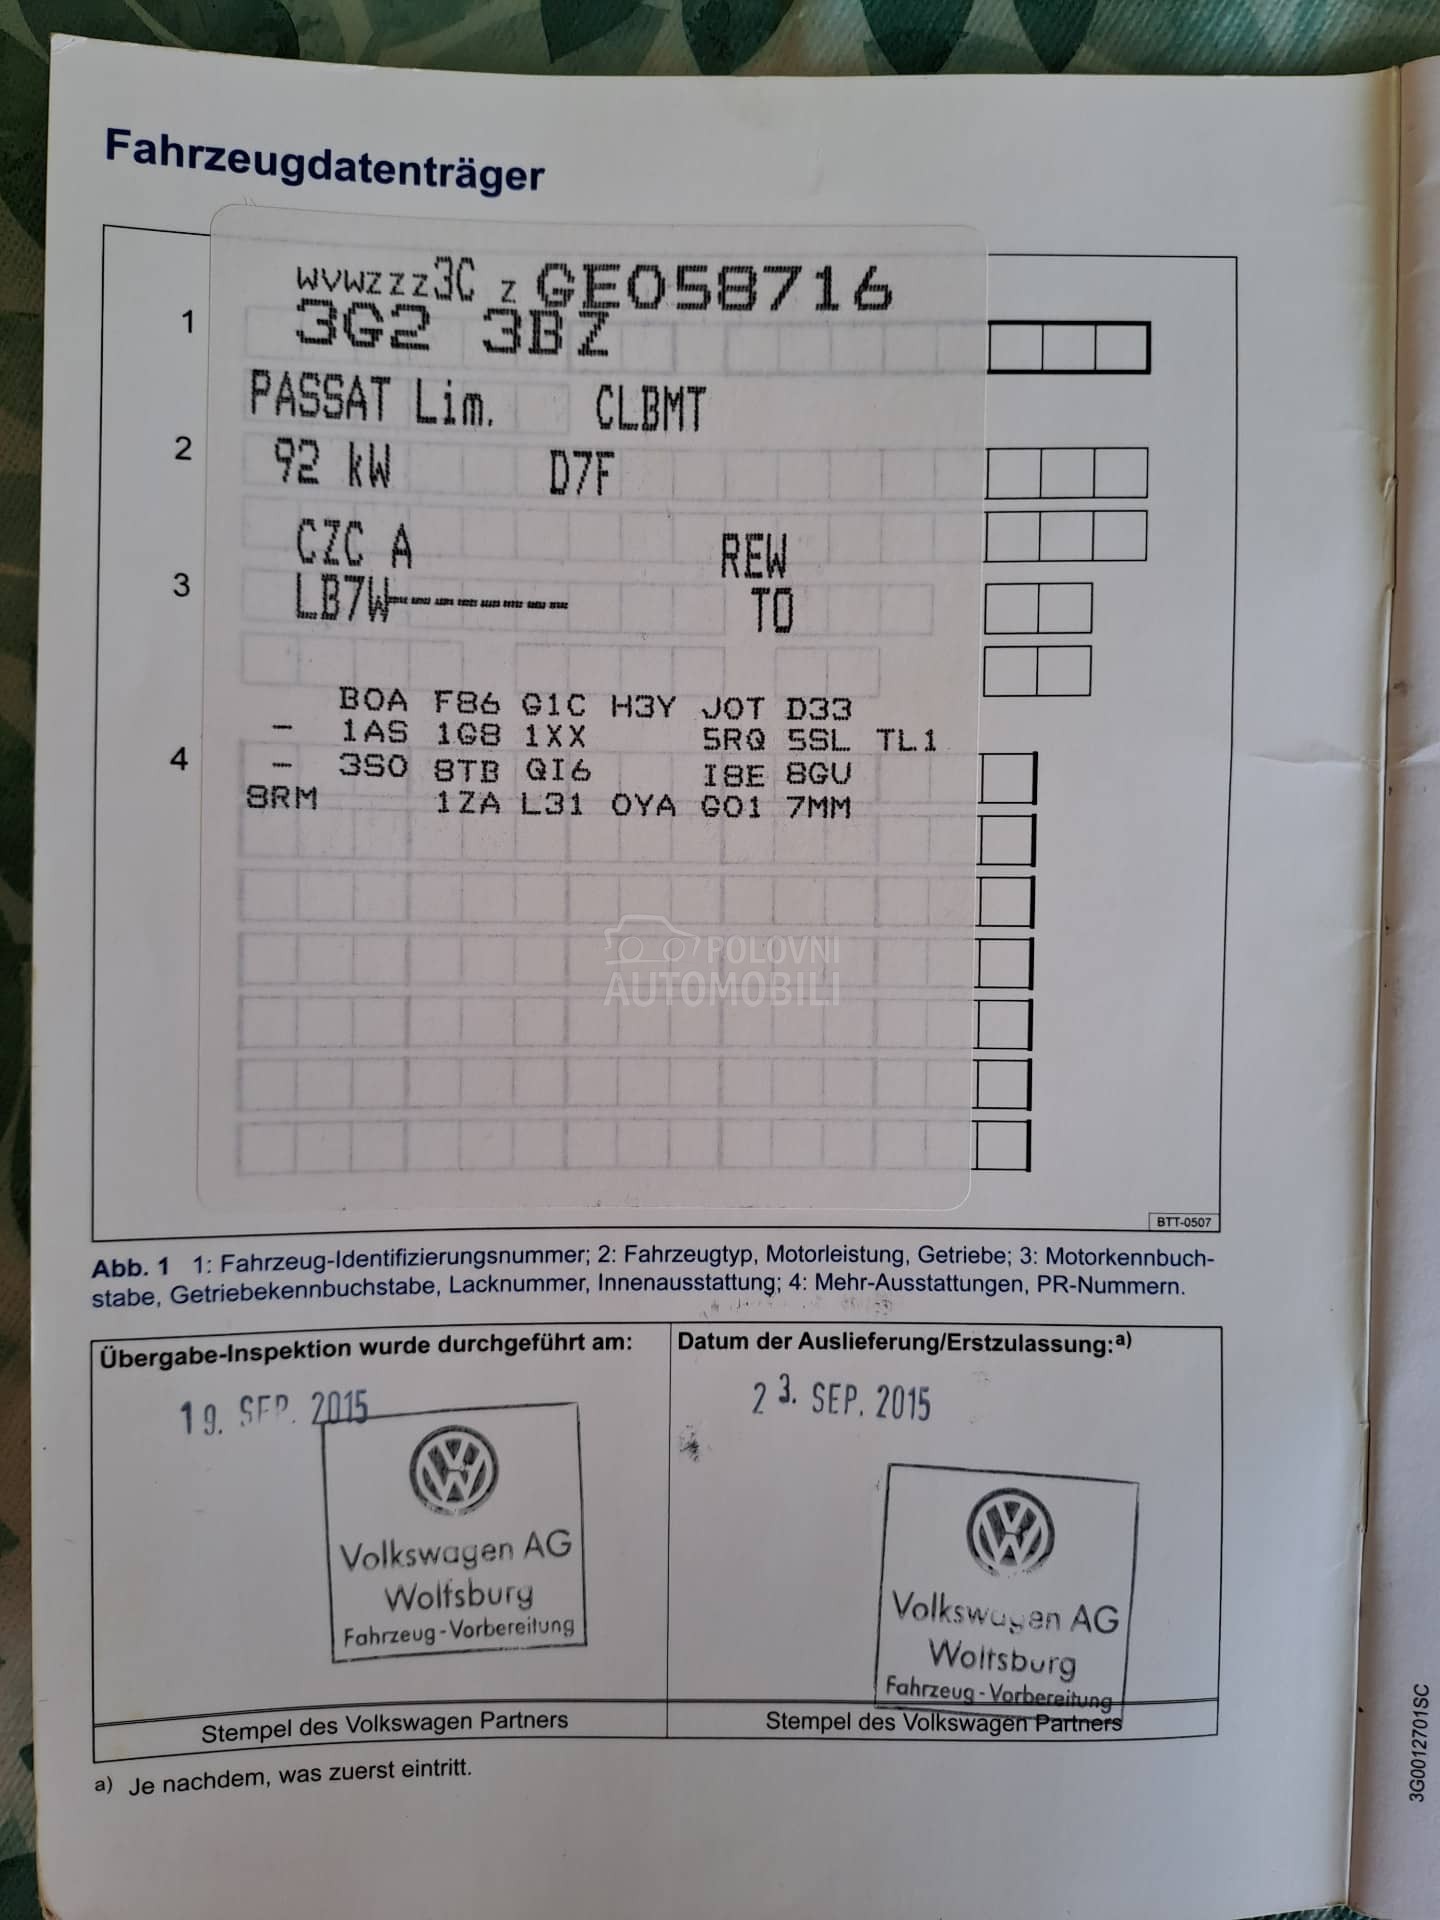 Fahrzeugdatenträger
WVWZZZ3C Z GE058716
1
3G2 3BZ
PASSAT Lim. CLBMT
2
92 kW D7F
CZC A REW
3
LB7W-------- TO
BOA F86 G1C H3Y JOT D33
- 1AS 1G8 1XX 5RQ 5SL TL1
4
- 3SO 8TB QI6 I8E 8GU
8RM 1ZA L31 OYA GO1 7MM
POLOVNI
AUTOMOBILI
BTT-0507
Abb. 1 1: Fahrzeug-Identifizierungsnummer; 2: Fahrzeugtyp, Motorleistung, Getriebe; 3: Motorkennbuch-
stabe, Getriebekennbuchstabe, Lacknummer, Innenausstattung; 4: Mehr-Ausstattungen, PR-Nummern.
Übergabe-Inspektion wurde durchgeführt am:
19. SEP. 2015
Volkswagen AG
Wolfsburg
Fahrzeug-Vorbereitung
Stempel des Volkswagen Partners
Datum der Auslieferung/Erstzulassung:a)
23. SEP. 2015
Volkswagen AG
Wolfsburg
Fahrzeug-Vorbereitung
Stempel des Volkswagen Partners
a) Je nachdem, was zuerst eintritt.
3G0012701SC